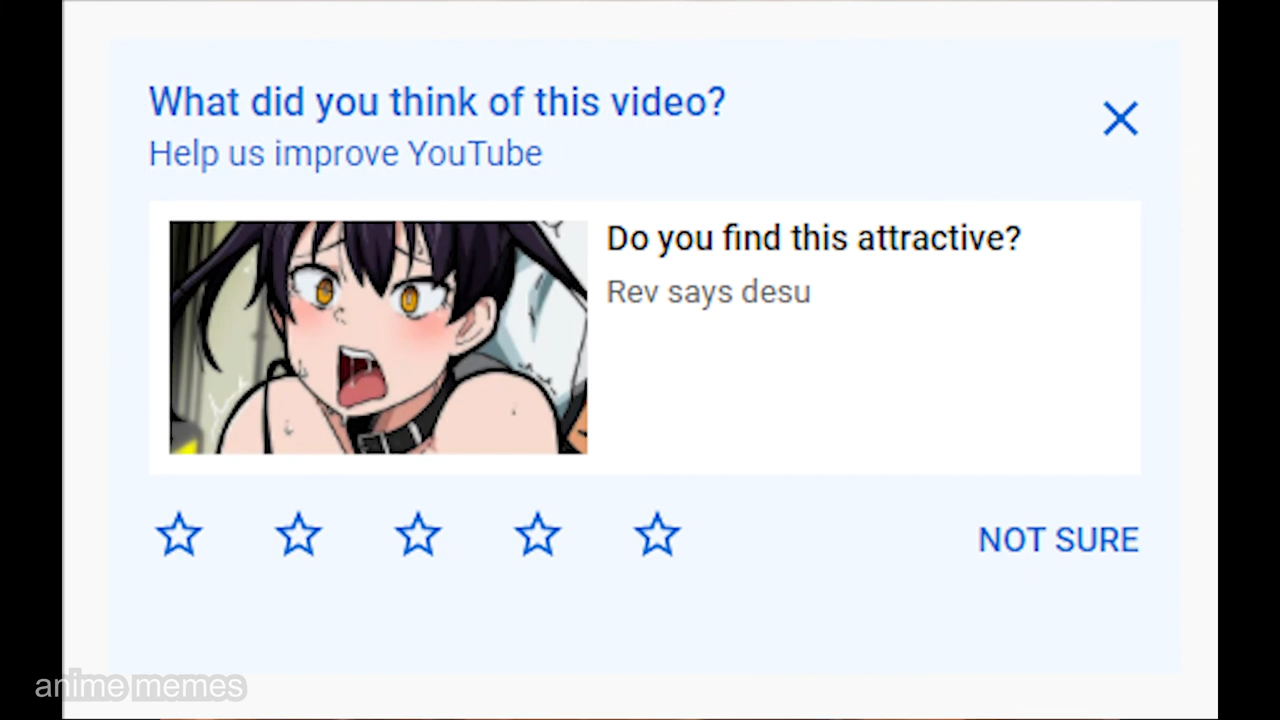 What did you think of this video?
Help us improve YouTube
Do you find this attractive?
Rev says desu
NOT SURE
anime memes